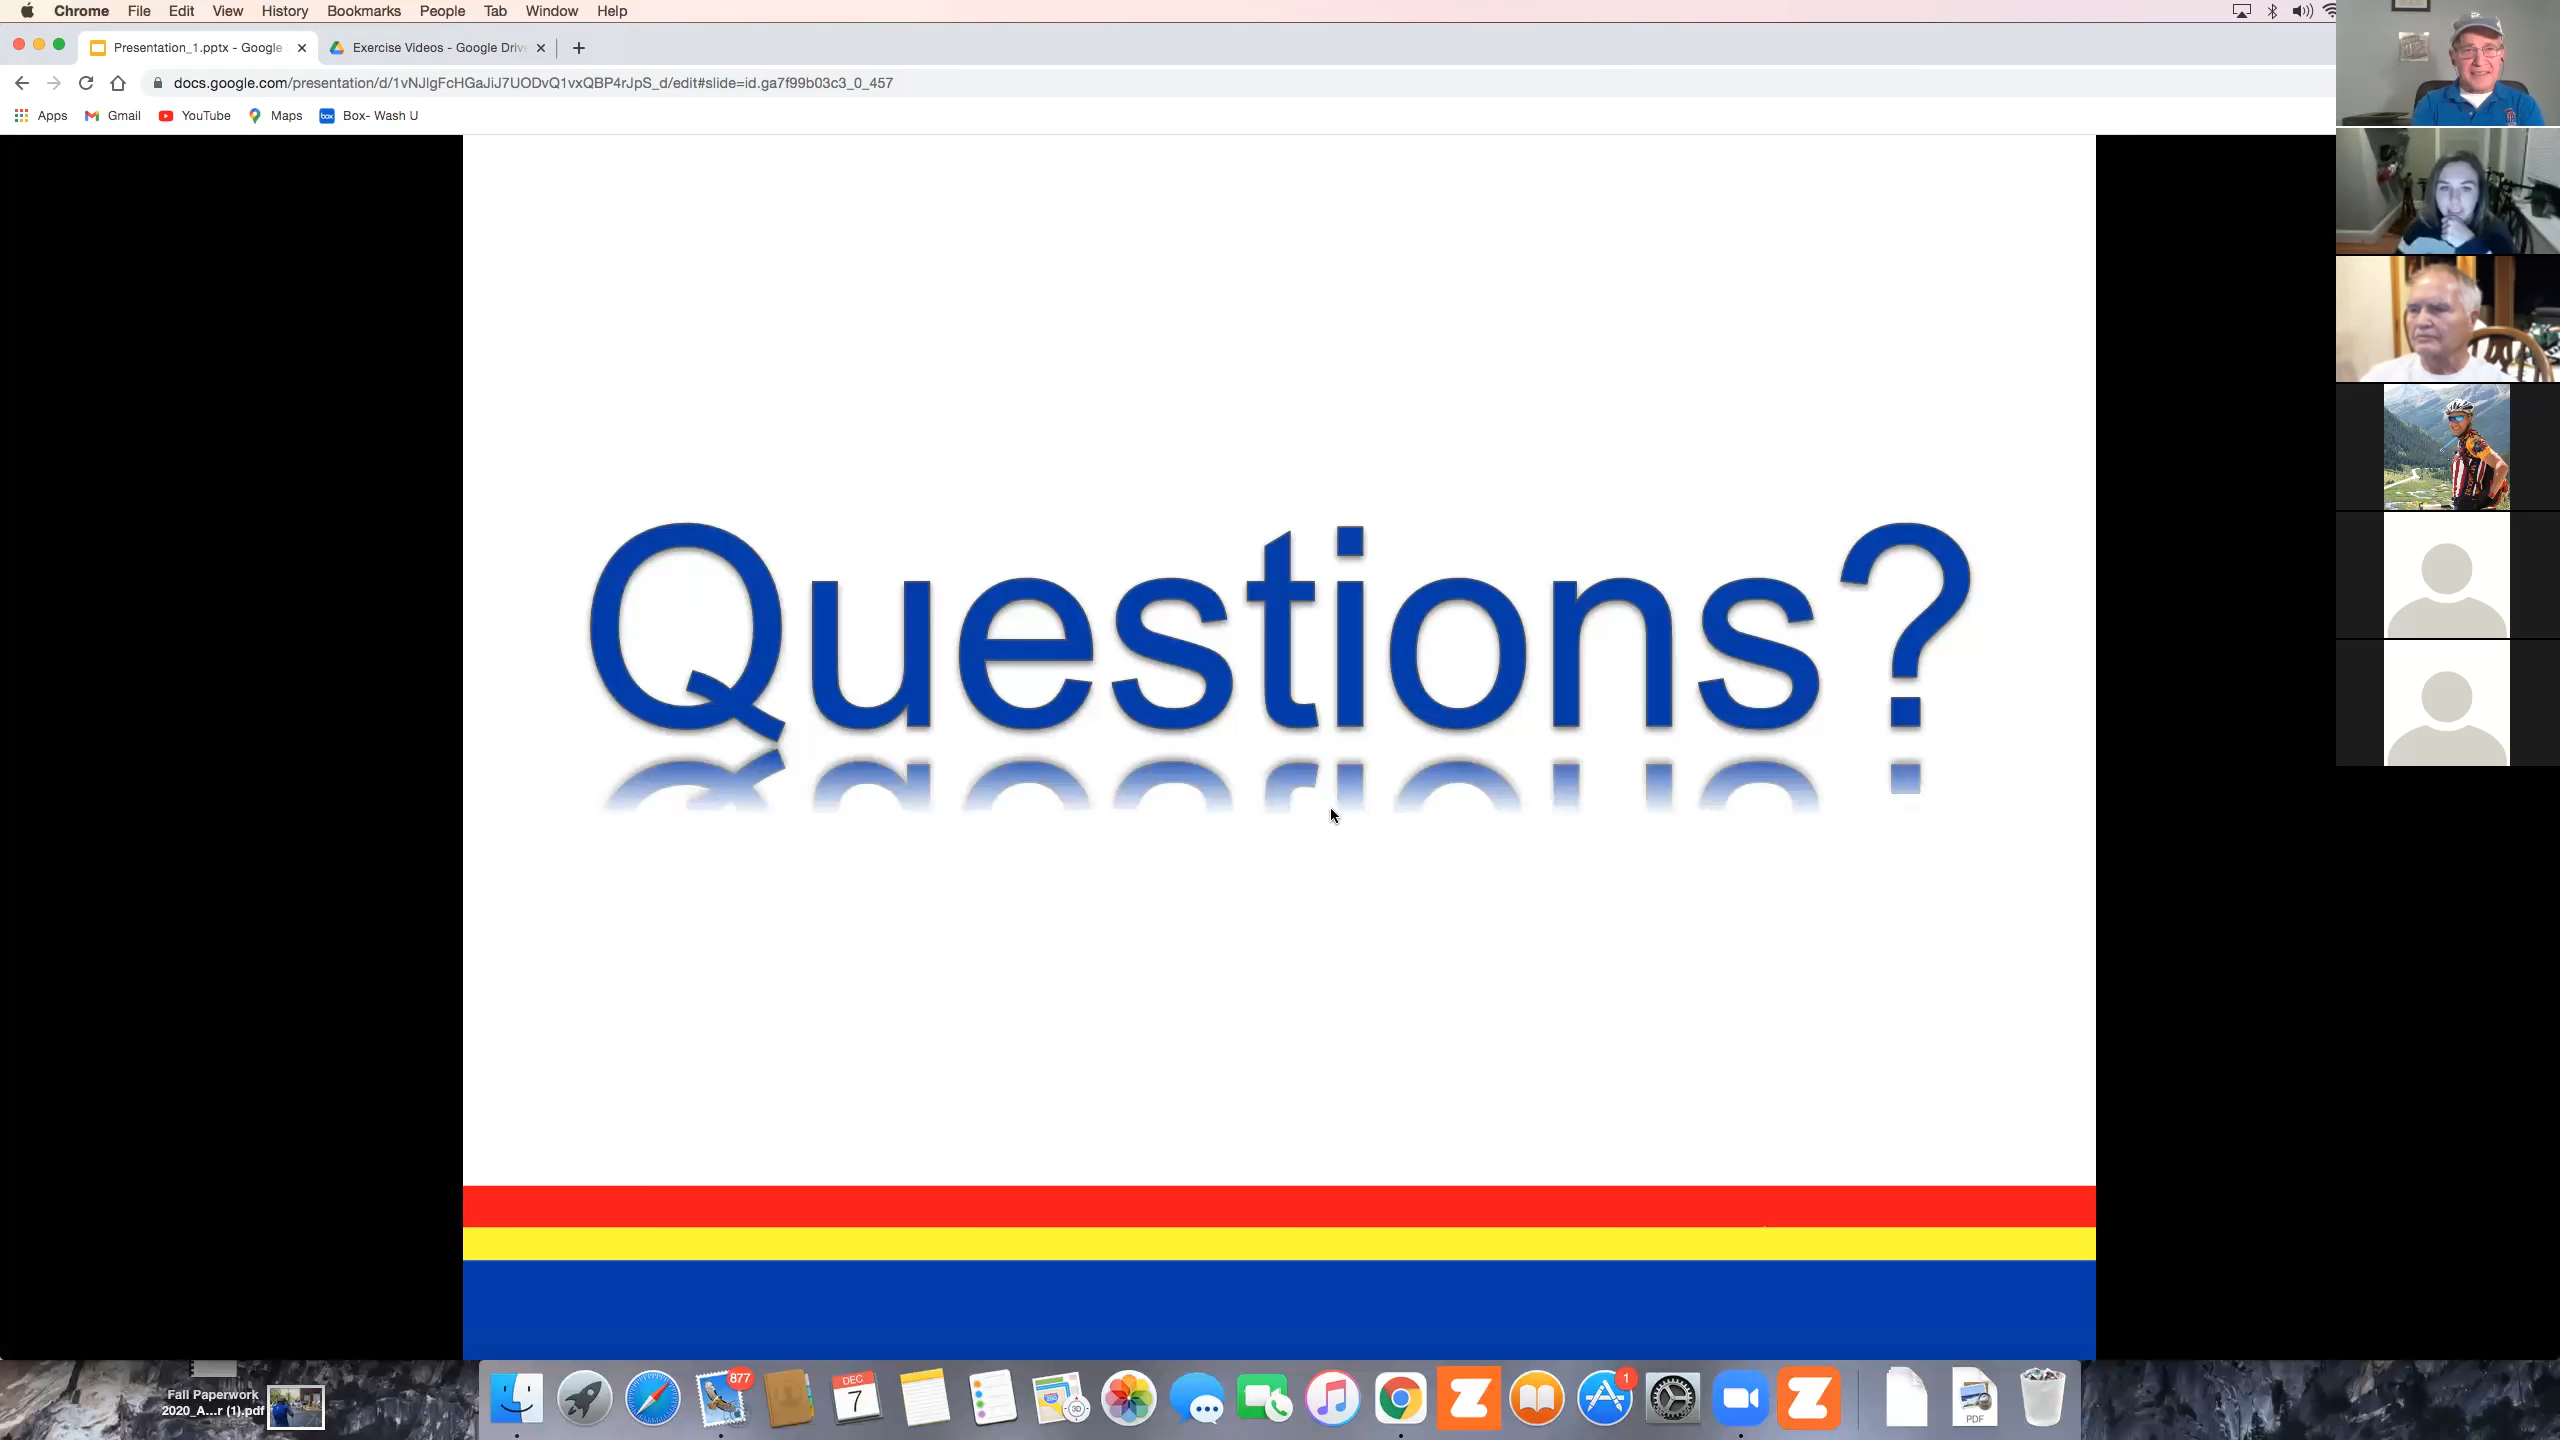 Chrome File Edit View History Bookmarks People Tab Window Help
Presentation_1.pptx - Google
Exercise Videos - Google Driv
docs.google.com/presentation/d/1vNJlgFcHGaJiJ7UODvQ1vxQBP4rJpS_d/edit#slide=id.ga7f99b03c3_0_457
Apps Gmail YouTube Maps box Box- Wash U
Questions?
Fall Paperwork
2020_A...r (1).pdf
877
DEC
7
3D
1
PDF